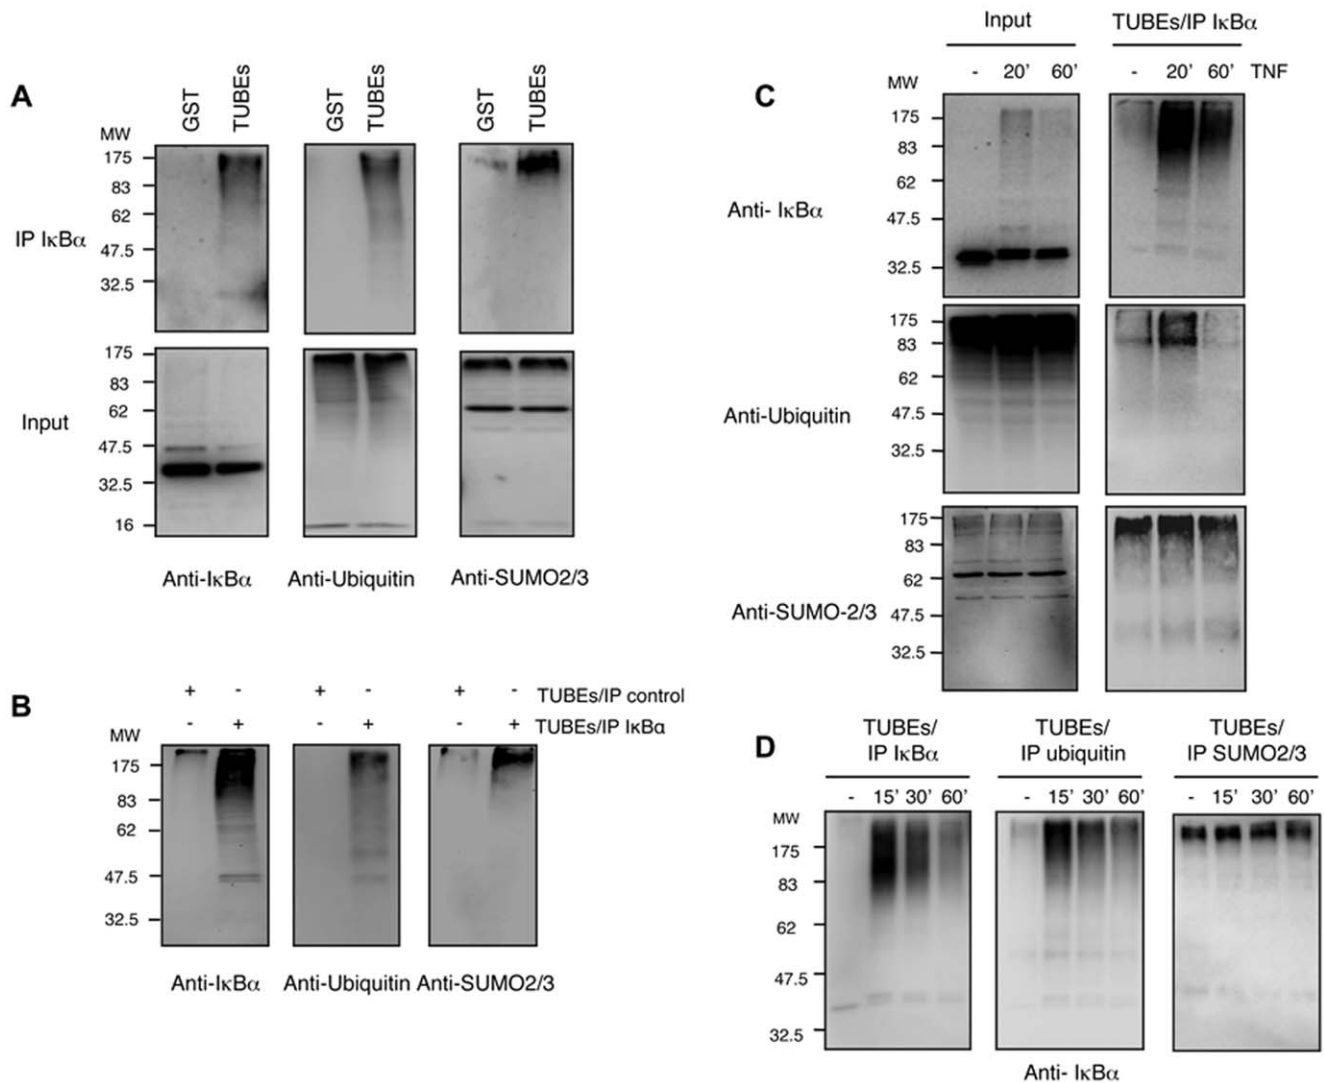 A
GST
TUBEs
GST
TUBEs
GST
TUBEs
MW
175
83
62
47.5
32.5
IP IκBα
175
83
62
47.5
32.5
16
Input
Anti-IκBα
Anti-Ubiquitin
Anti-SUMO2/3
B
+ - + - + - TUBEs/IP control
- + - + - + TUBEs/IP IκBα
MW
175
83
62
47.5
32.5
Anti-IκBα
Anti-Ubiquitin
Anti-SUMO2/3
C
Input
TUBEs/IP IκBα
- 20' 60' - 20' 60' TNF
MW
175
83
62
47.5
32.5
Anti- IκBα
175
83
62
47.5
32.5
Anti-Ubiquitin
175
83
62
47.5
32.5
Anti-SUMO-2/3
D
TUBEs/
IP IκBα
TUBEs/
IP ubiquitin
TUBEs/
IP SUMO2/3
- 15' 30' 60' - 15' 30' 60' - 15' 30' 60'
MW
175
83
62
47.5
32.5
Anti- IκBα